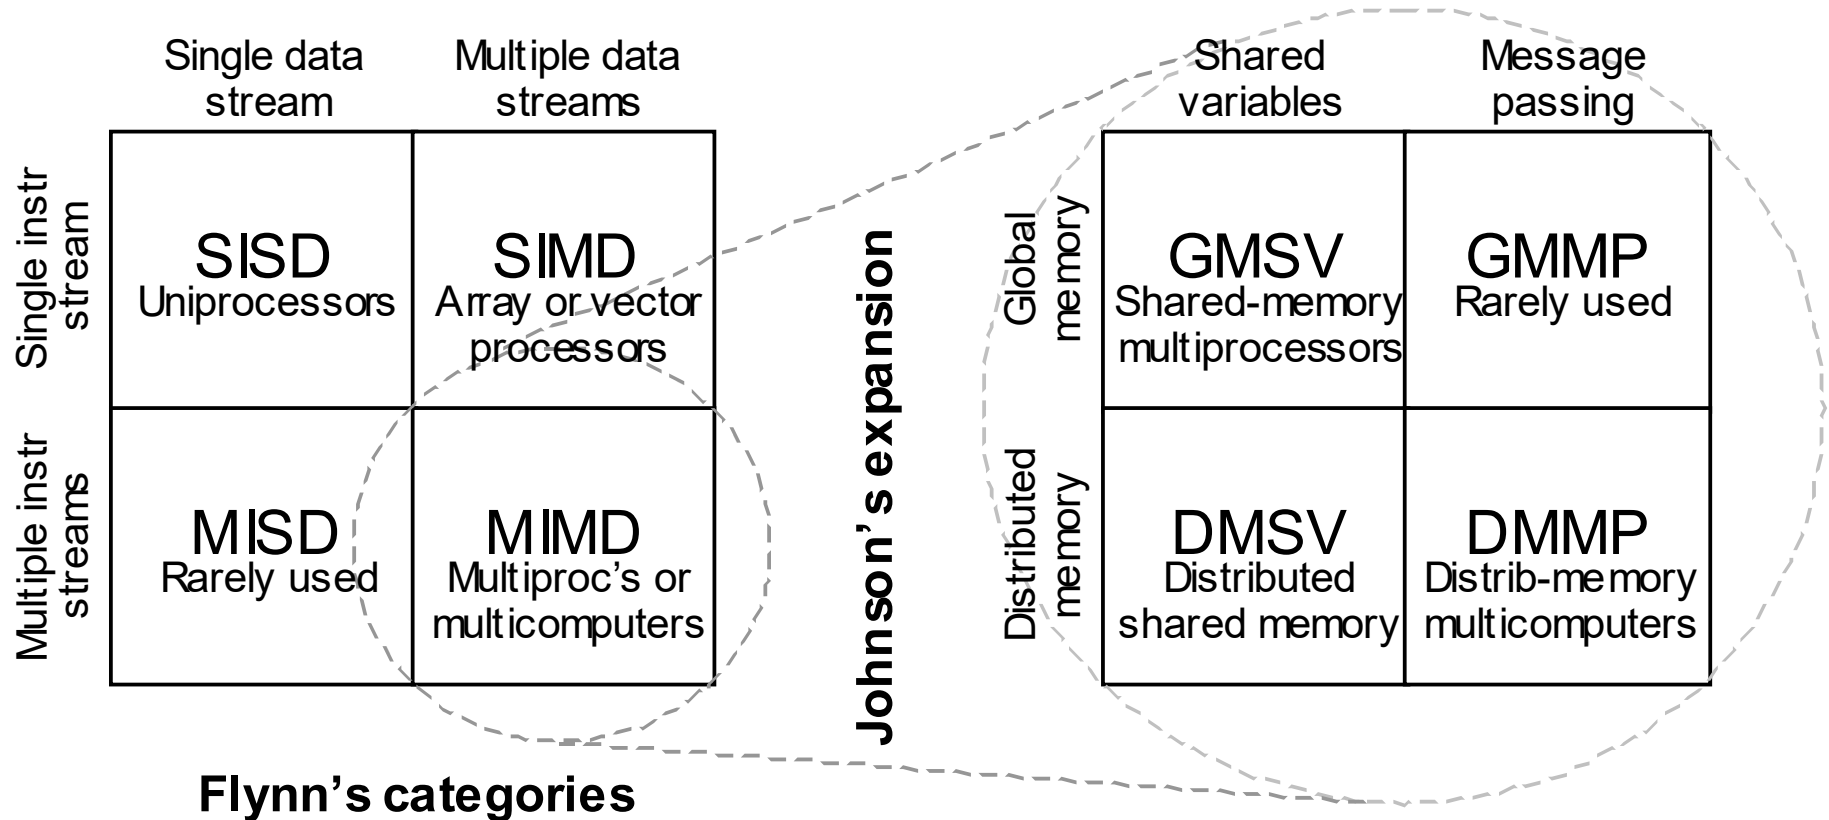 Single data
stream
Multiple data
streams
Single instr
stream
Multiple instr
streams
SISD
Uniprocessors
SIMD
Array or vector
processors
MISD
Rarely used
MIMD
Multiproc's or
multicomputers
Flynn's categories
Johnson's expansion
Shared
variables
Message
passing
Global
memory
Distributed
memory
GMSV
Shared-memory
multiprocessors
GMMP
Rarely used
DMSV
Distributed
shared memory
DMMP
Distrib-memory
multicomputers